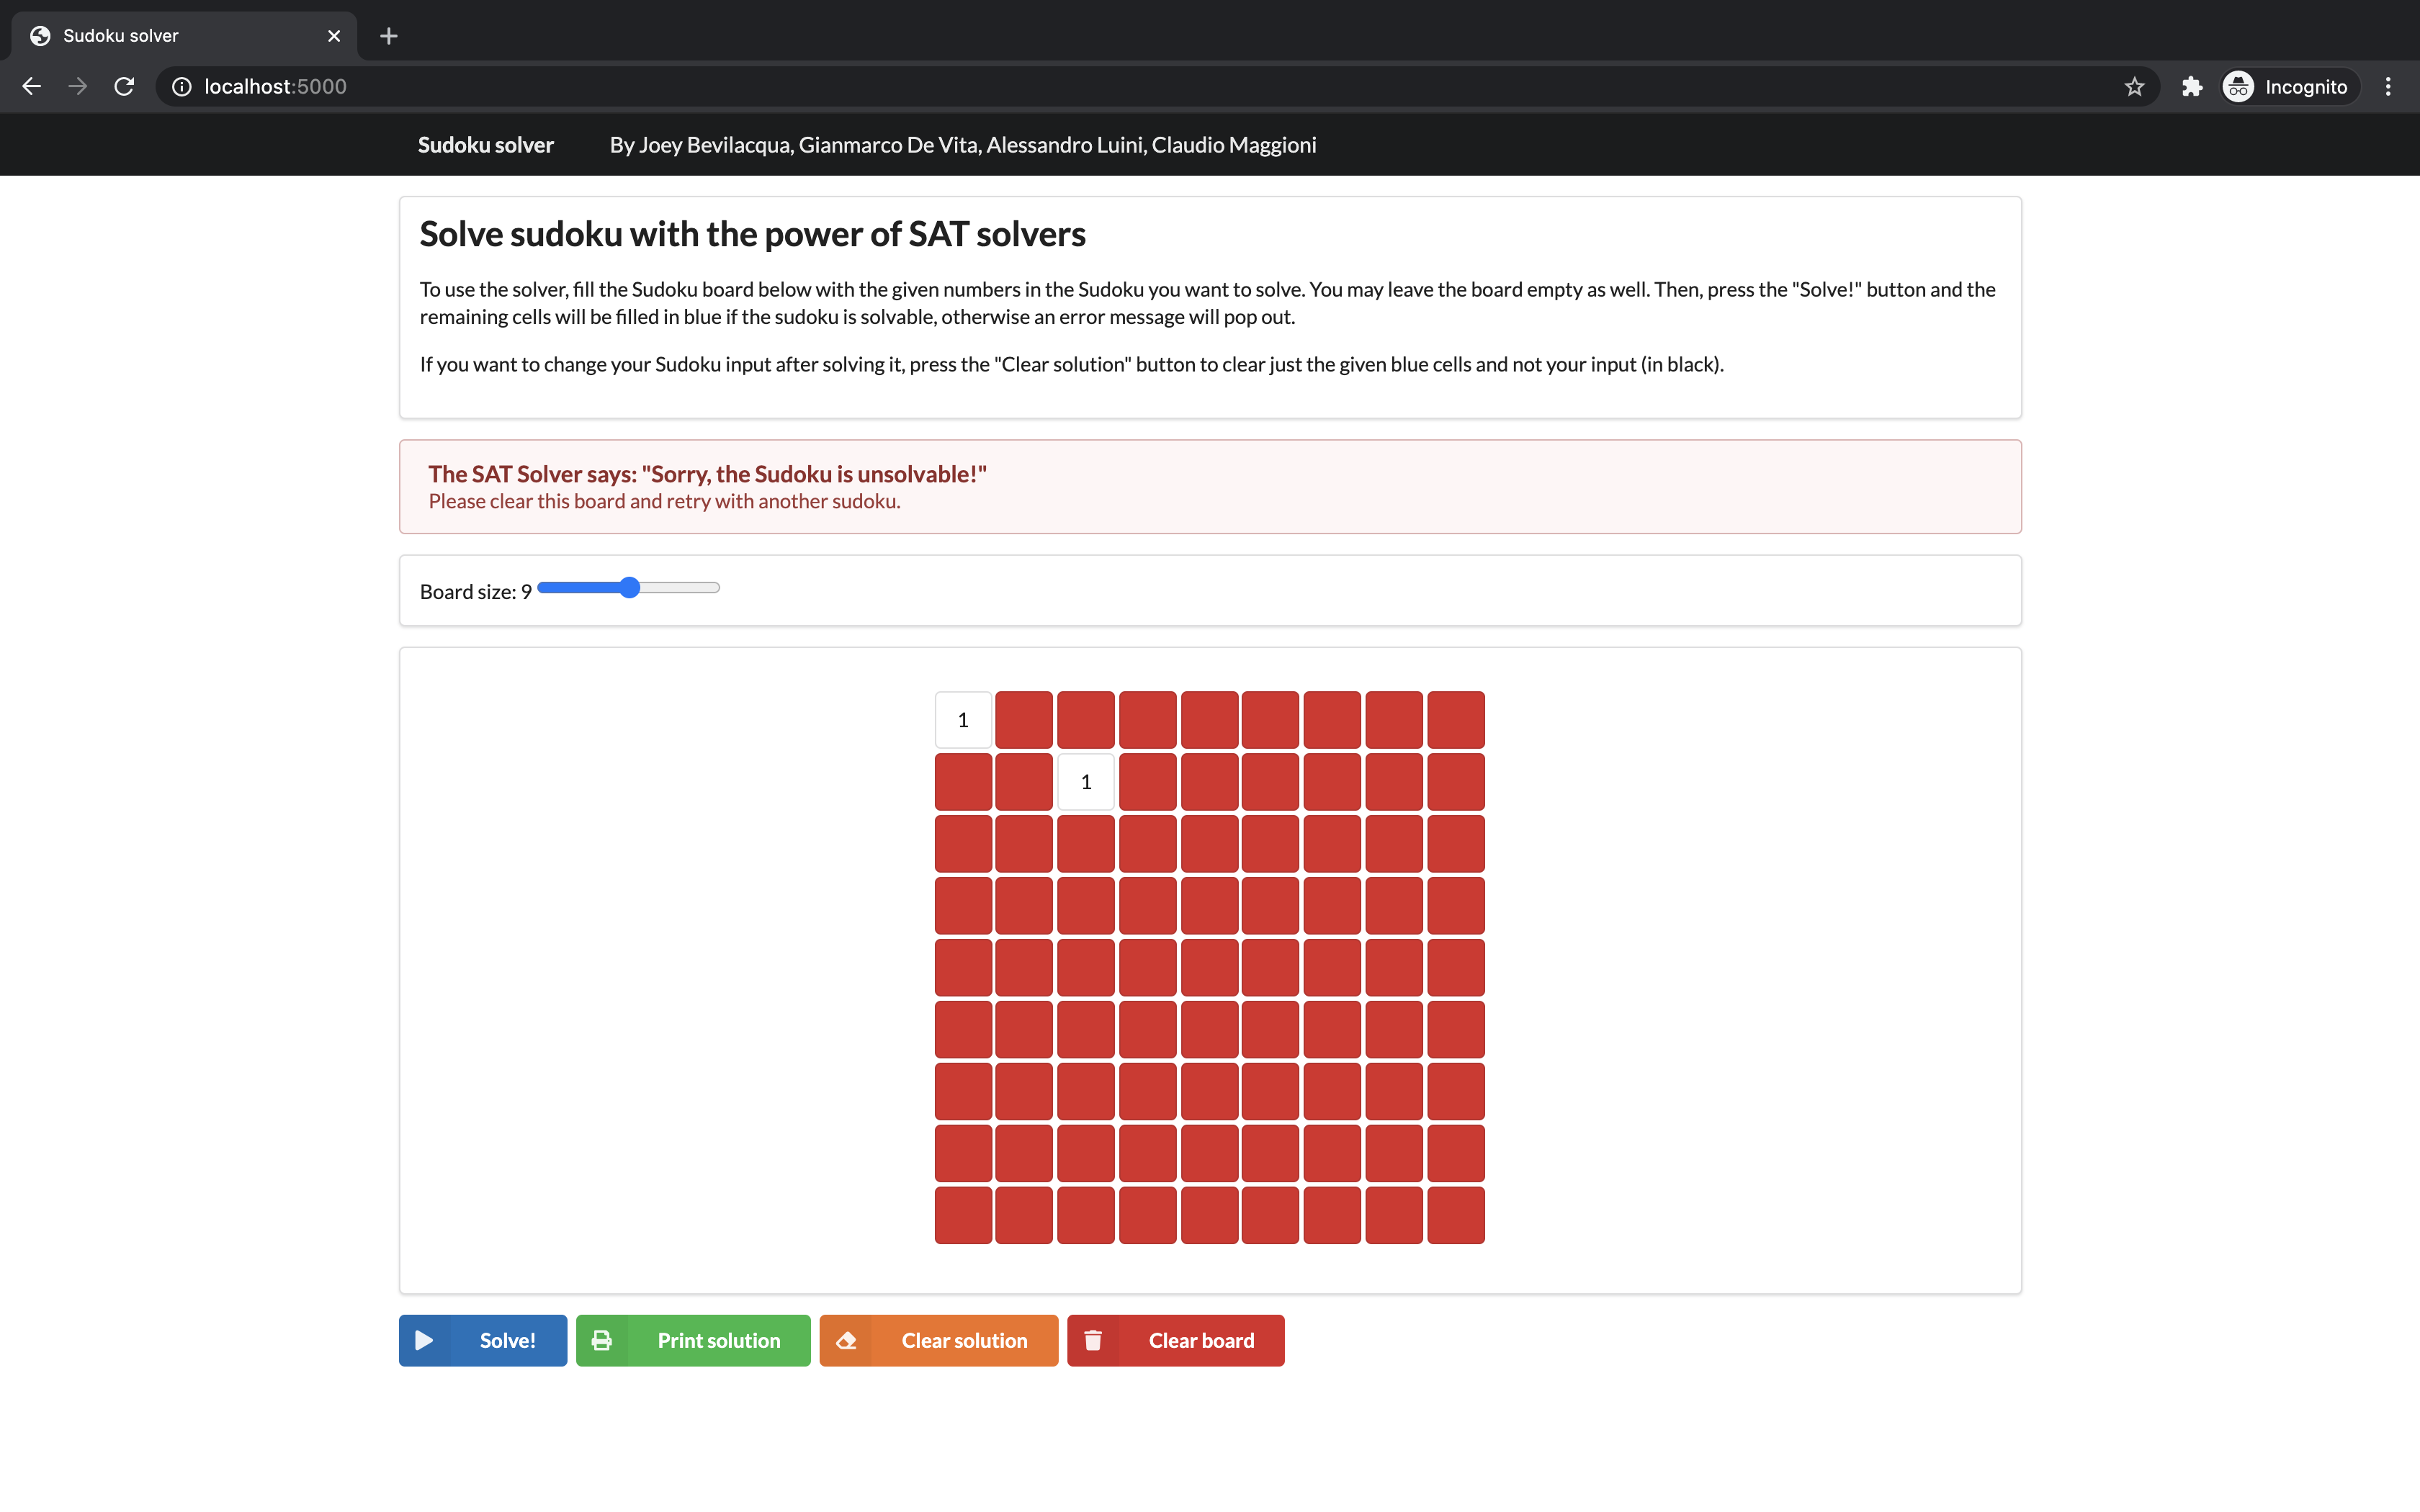 Sudoku solver
localhost:5000
Incognito
Sudoku solver By Joey Bevilacqua, Gianmarco De Vita, Alessandro Luini, Claudio Maggioni
Solve sudoku with the power of SAT solvers
To use the solver, fill the Sudoku board below with the given numbers in the Sudoku you want to solve. You may leave the board empty as well. Then, press the "Solve!" button and the
remaining cells will be filled in blue if the sudoku is solvable, otherwise an error message will pop out.
If you want to change your Sudoku input after solving it, press the "Clear solution" button to clear just the given blue cells and not your input (in black).
The SAT Solver says: "Sorry, the Sudoku is unsolvable!"
Please clear this board and retry with another sudoku.
Board size: 9
1
1
Solve! Print solution Clear solution Clear board